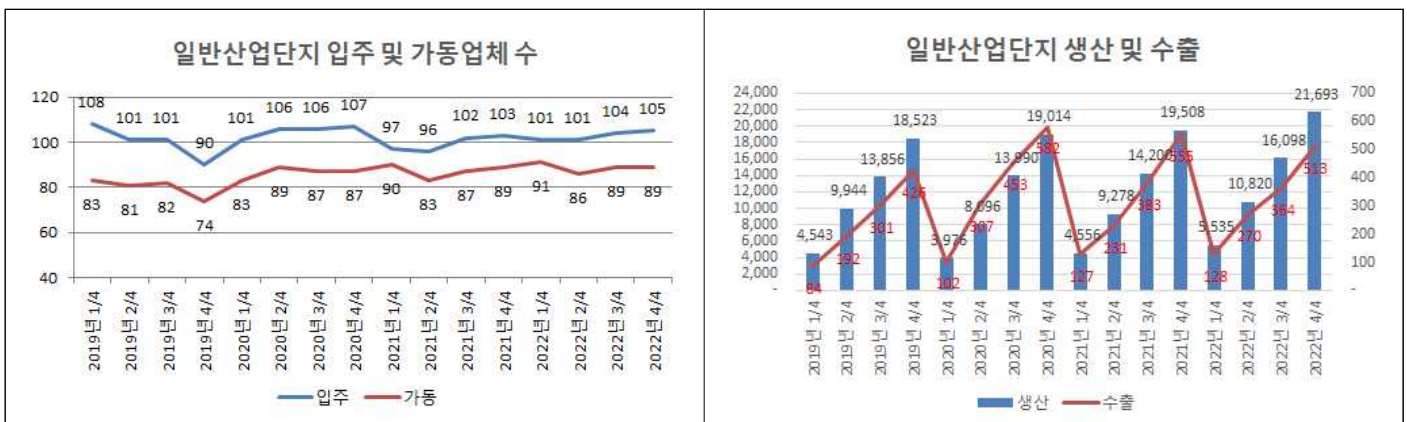 일반산업단지 입주 및 가동업체 수
120
100
80
60
40
108
101
101
90
101
106
106
107
97
96
102
103
101
101
104
105
83
81
82
74
83
89
87
87
90
83
87
89
91
86
89
89
2019년 1/4
2019년 2/4
2019년 3/4
2019년 4/4
2020년 1/4
2020년 2/4
2020년 3/4
2020년 4/4
2021년 1/4
2021년 2/4
2021년 3/4
2021년 4/4
2022년 1/4
2022년 2/4
2022년 3/4
2022년 4/4
입주 가동
일반산업단지 생산 및 수출
24,000
22,000
20,000
18,000
16,000
14,000
12,000
10,000
8,000
6,000
4,000
2,000
-
4,543
9,944
13,856
18,523
3,976
8,096
13,990
19,014
4,556
9,278
14,200
19,508
5,535
10,820
16,098
21,693
84
192
301
426
102
307
453
582
127
231
383
555
128
270
364
513
700
600
500
400
300
200
100
-
2019년 1/4
2019년 2/4
2019년 3/4
2019년 4/4
2020년 1/4
2020년 2/4
2020년 3/4
2020년 4/4
2021년 1/4
2021년 2/4
2021년 3/4
2021년 4/4
2022년 1/4
2022년 2/4
2022년 3/4
2022년 4/4
생산 수출